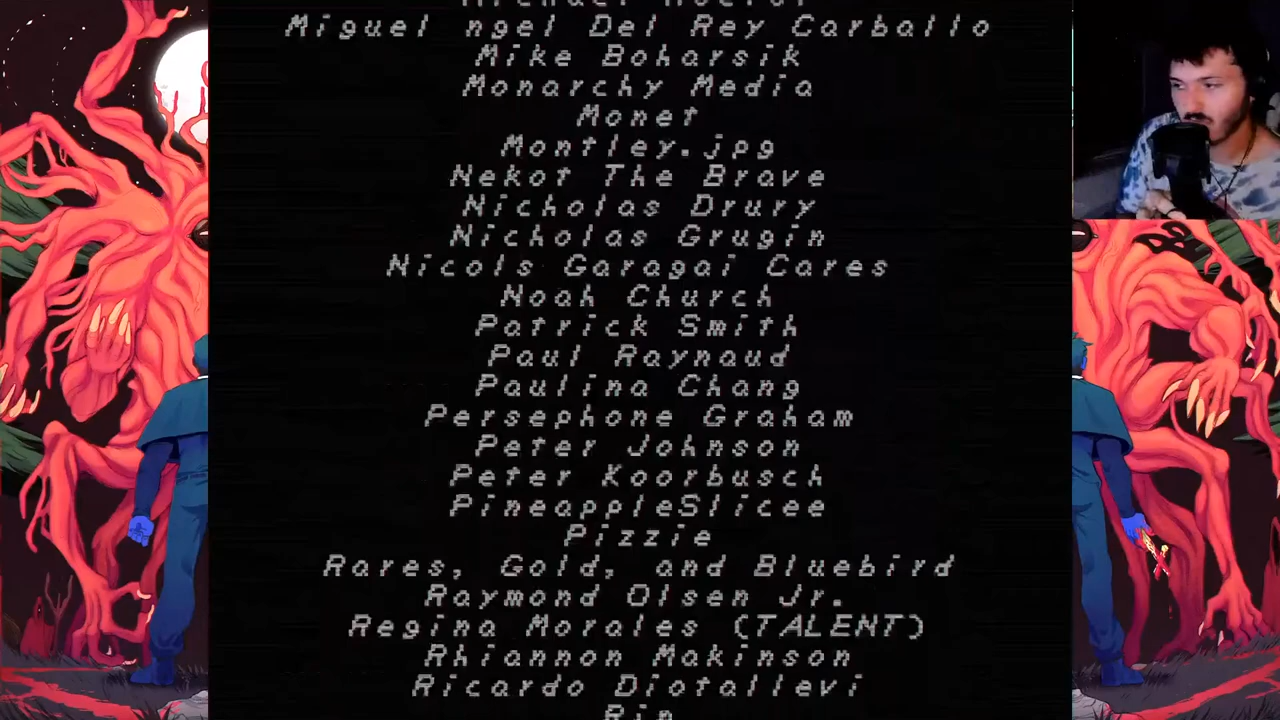 Miguel ngel Del Rey Carballo
Mike Boharsik
Monarchy Media
Monet
Montley.jpg
Nekot The Brave
Nicholas Drury
Nicholas Grugin
Nicols Garagai Cares
Noah Church
Patrick Smith
Paul Raynaud
Paulina Chang
Persephone Graham
Peter Johnson
Peter Koorbusch
PineappleSlicee
Pizzie
Rares, Gold, and Bluebird
Raymond Olsen Jr.
Regina Morales (TALENT)
Rhiannon Makinson
Ricardo Diotallevi